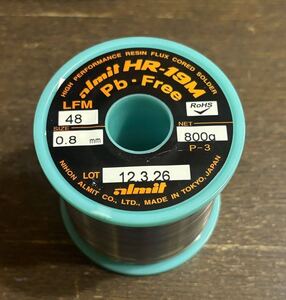 HIGH PERFORMANCE RESIN FLUX CORED SOLDER
almit HR-19M
Pb·Free
RoHS
LFM
48
SIZE
0.8 mm
NET
800g
P-3
LOT 12.3.26
almit
NIHON ALMIT CO., LTD., MADE IN TOKYO, JAPAN